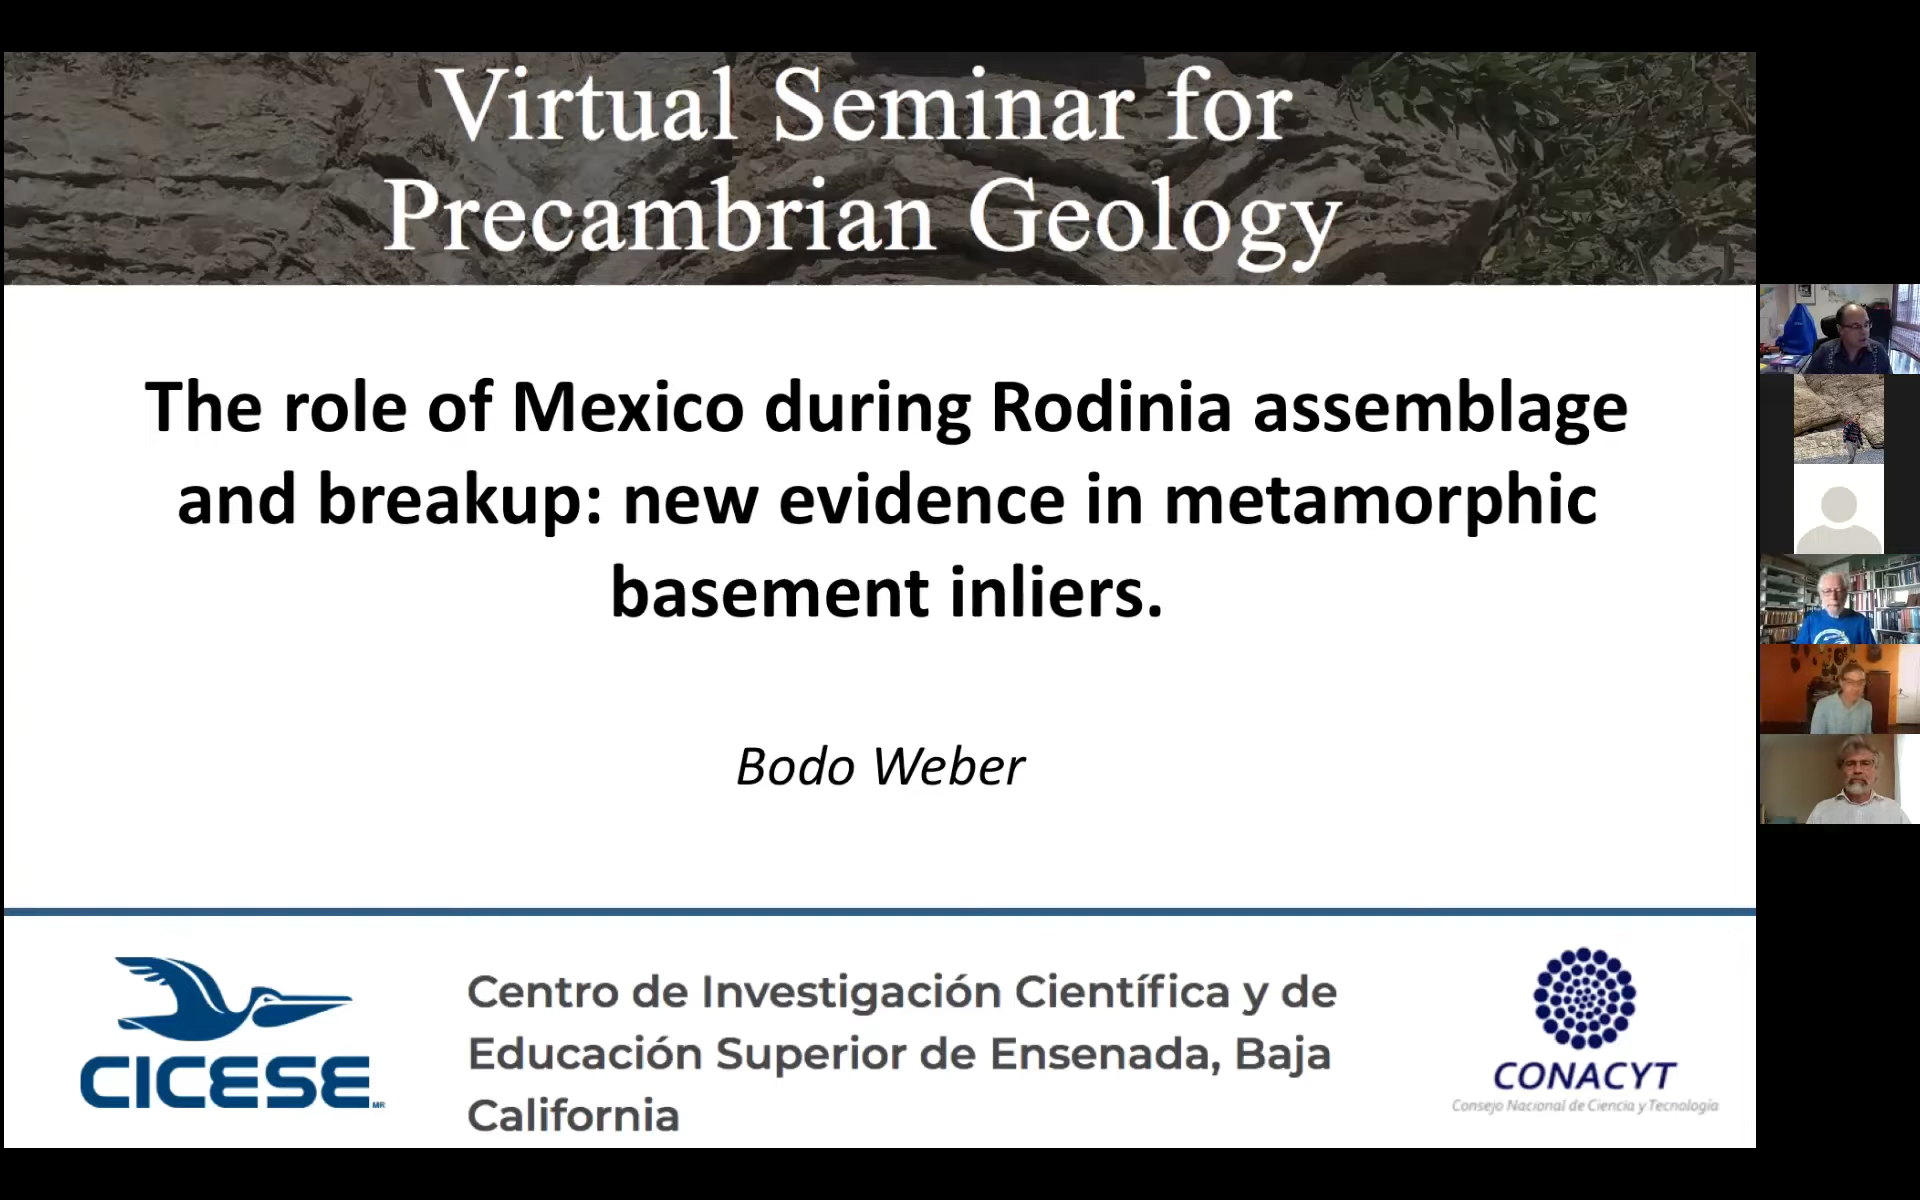 Virtual Seminar for
Precambrian Geology
The role of Mexico during Rodinia assemblage
and breakup: new evidence in metamorphic
basement inliers.
Bodo Weber
CICESE MR
Centro de Investigación Científica y de
Educación Superior de Ensenada, Baja
California
CONACYT
Consejo Nacional de Ciencia y Tecnología